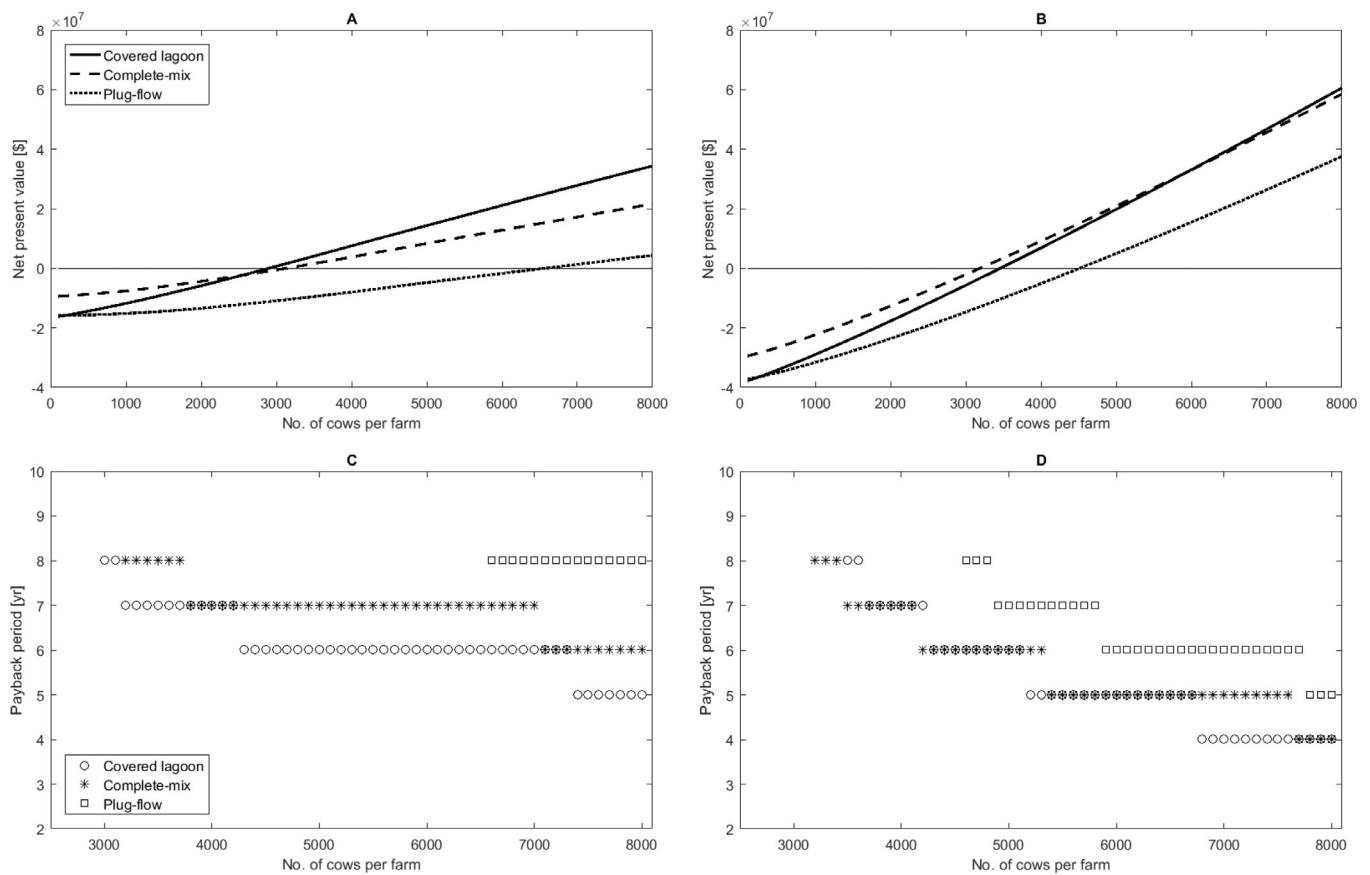 A
×10⁷
8
6
4
2
0
-2
-4
Net present value [$]
Covered lagoon
Complete-mix
Plug-flow
0 1000 2000 3000 4000 5000 6000 7000 8000
No. of cows per farm
B
×10⁷
8
6
4
2
0
-2
-4
Net present value [$]
0 1000 2000 3000 4000 5000 6000 7000 8000
No. of cows per farm
C
10
9
8
7
6
5
4
3
2
Payback period [yr]
Covered lagoon
Complete-mix
Plug-flow
3000 4000 5000 6000 7000 8000
No. of cows per farm
D
10
9
8
7
6
5
4
3
2
Payback period [yr]
3000 4000 5000 6000 7000 8000
No. of cows per farm